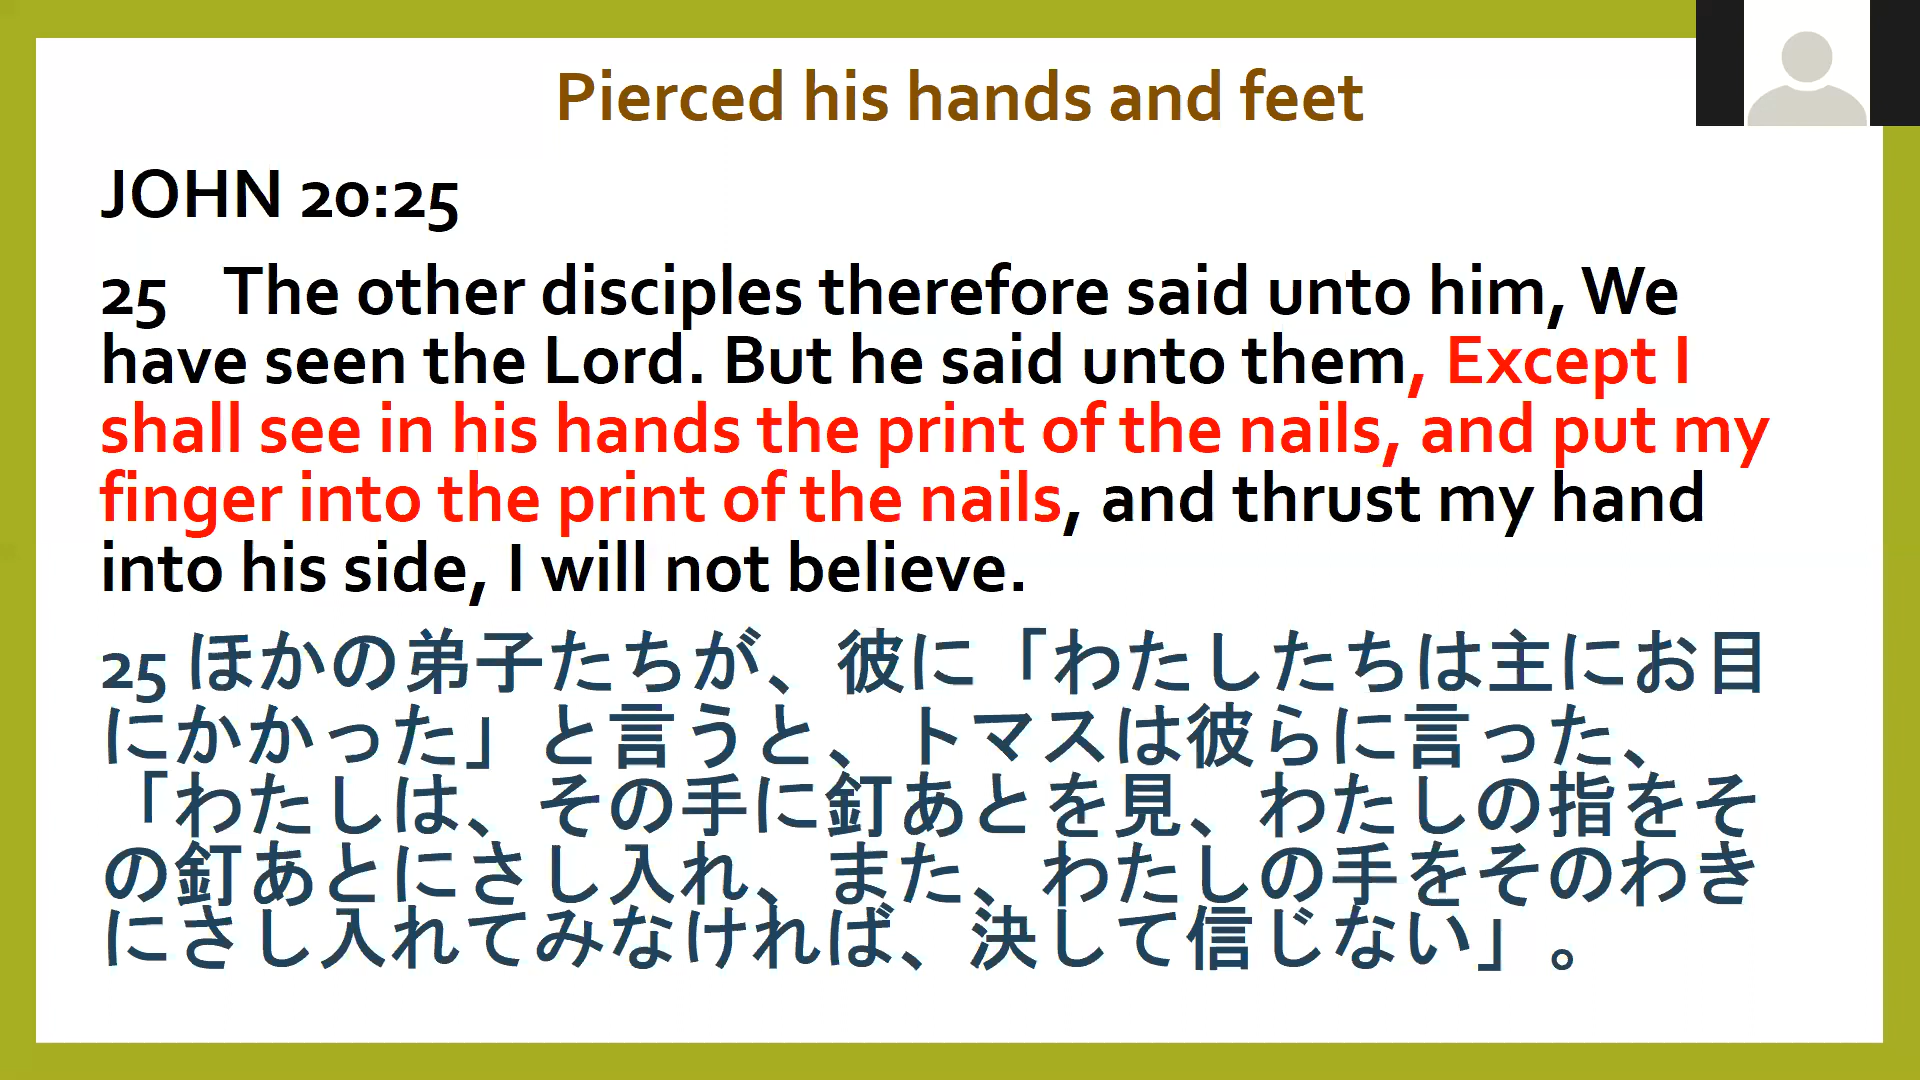 Pierced his hands and feet
JOHN 20:25
25 The other disciples therefore said unto him, We
have seen the Lord. But he said unto them, Except I
shall see in his hands the print of the nails, and put my
finger into the print of the nails, and thrust my hand
into his side, I will not believe.
25 ほかの弟子たちが、彼に「わたしたちは主にお目
にかかった」と言うと、トマスは彼らに言った、
「わたしは、その手に釘あとを見、わたしの指をそ
の釘あとにさし入れ、また、わたしの手をそのわき
にさし入れてみなければ、決して信じない」。